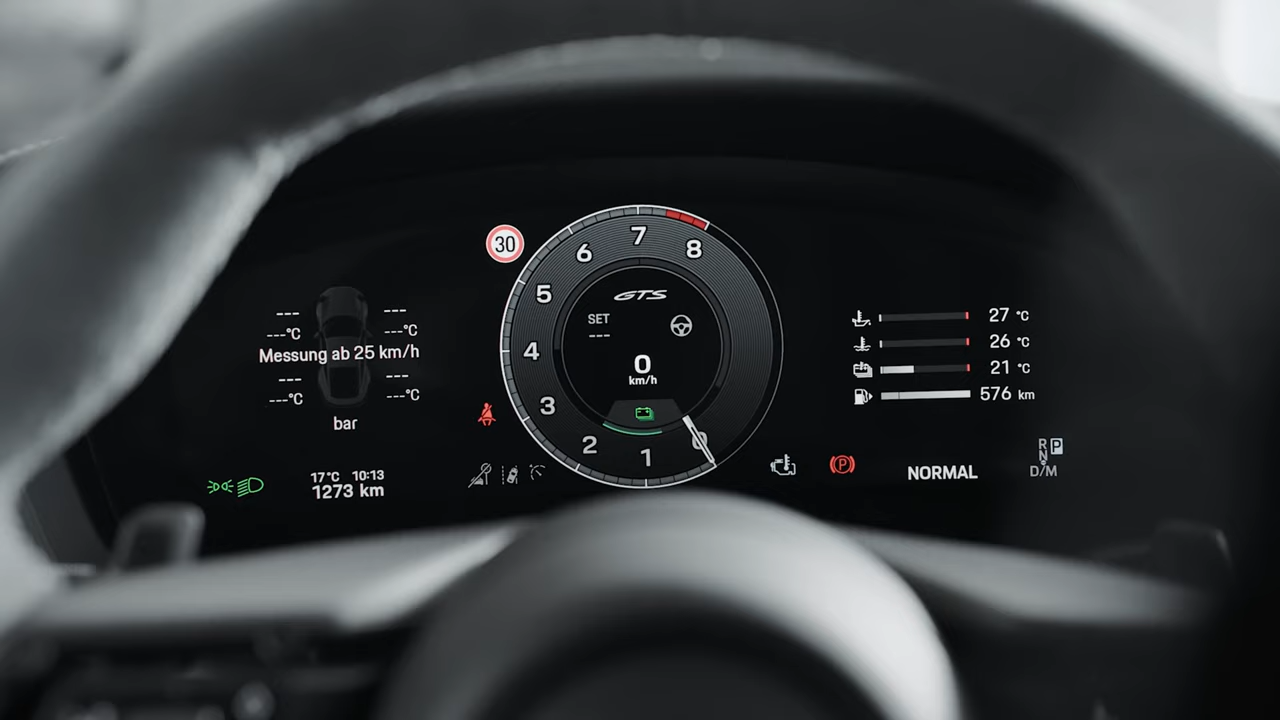 30
7
6
8
5
4
3
2
1
0
GTS
SET
---
0
km/h
--- ---
---°C ---°C
Messung ab 25 km/h
--- ---
---°C ---°C
bar
17°C 10:13
1273 km
27 °C
26 °C
21 °C
576 km
P
NORMAL
R P
N
D/M